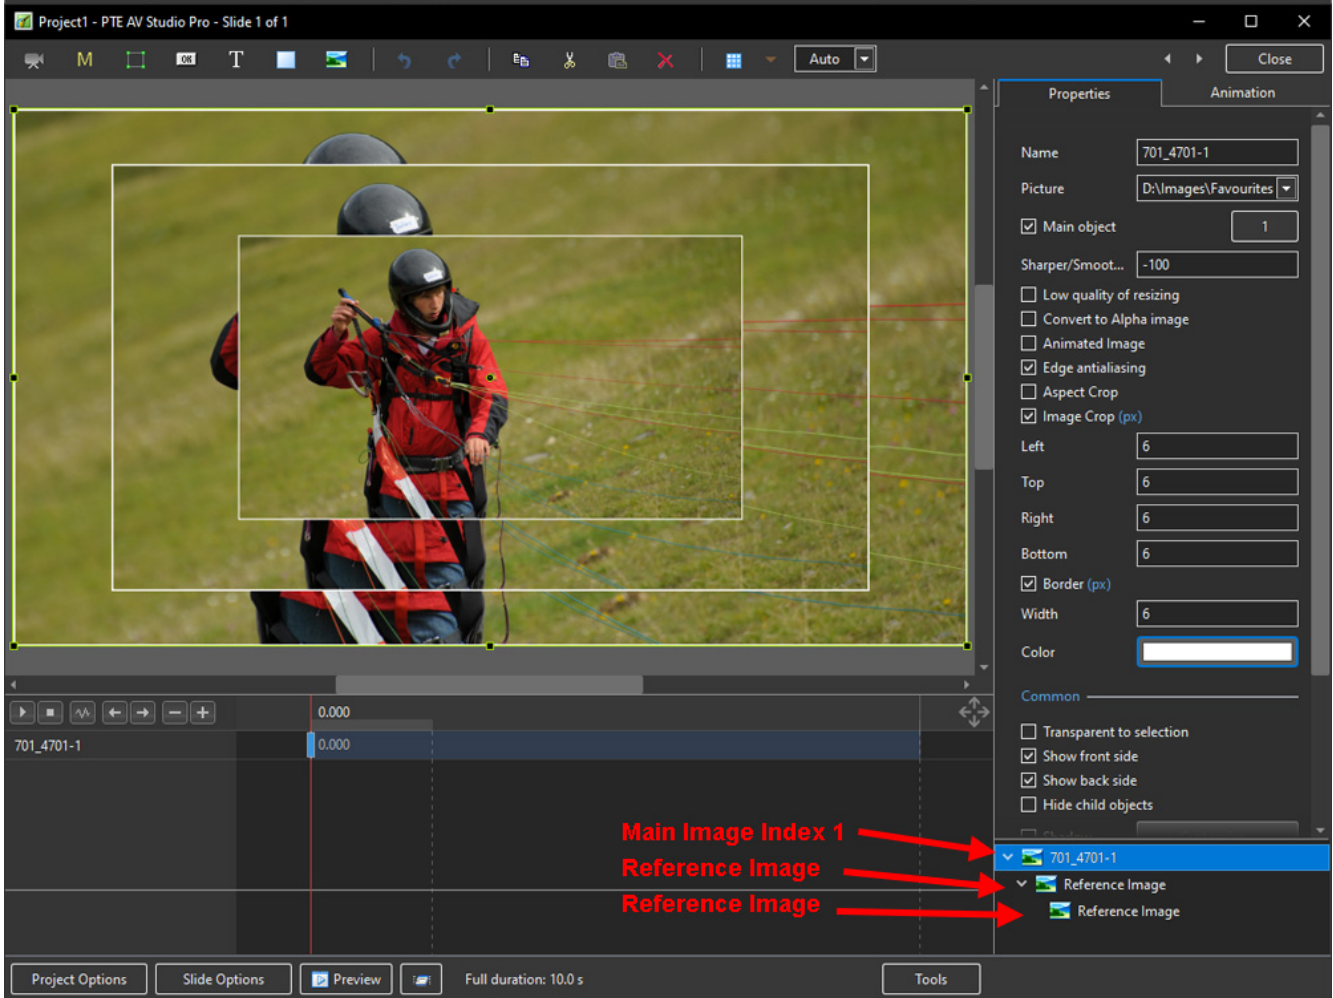 Project1 - PTE AV Studio Pro - Slide 1 of 1
M OK T Auto Close
Properties Animation
Name 701_4701-1
Picture D:\Images\Favourites
Main object 1
Sharper/Smoot... -100
Low quality of resizing
Convert to Alpha image
Animated Image
Edge antialiasing
Aspect Crop
Image Crop (px)
Left 6
Top 6
Right 6
Bottom 6
Border (px)
Width 6
Color
Common
Transparent to selection
Show front side
Show back side
Hide child objects
0.000
701_4701-1 0.000
Main Image Index 1
Reference Image
Reference Image
701_4701-1
Reference Image
Reference Image
Project Options Slide Options Preview Full duration: 10.0 s Tools